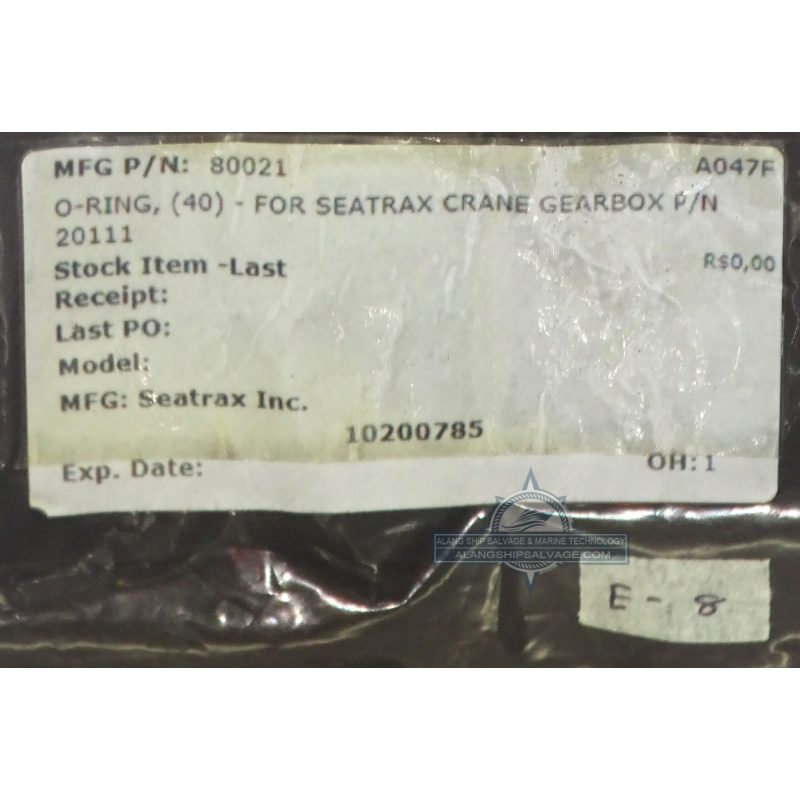 MFG P/N: 80021 A047F
O-RING, (40) - FOR SEATRAX CRANE GEARBOX P/N
20111
Stock Item -Last R$0,00
Receipt:
Last PO:
Model:
MFG: Seatrax Inc.
10200785
Exp. Date: OH: 1
ALANG SHIP SALVAGE & MARINE TECHNOLOGY
ALANGSHIPSALVAGE.COM
E - 8